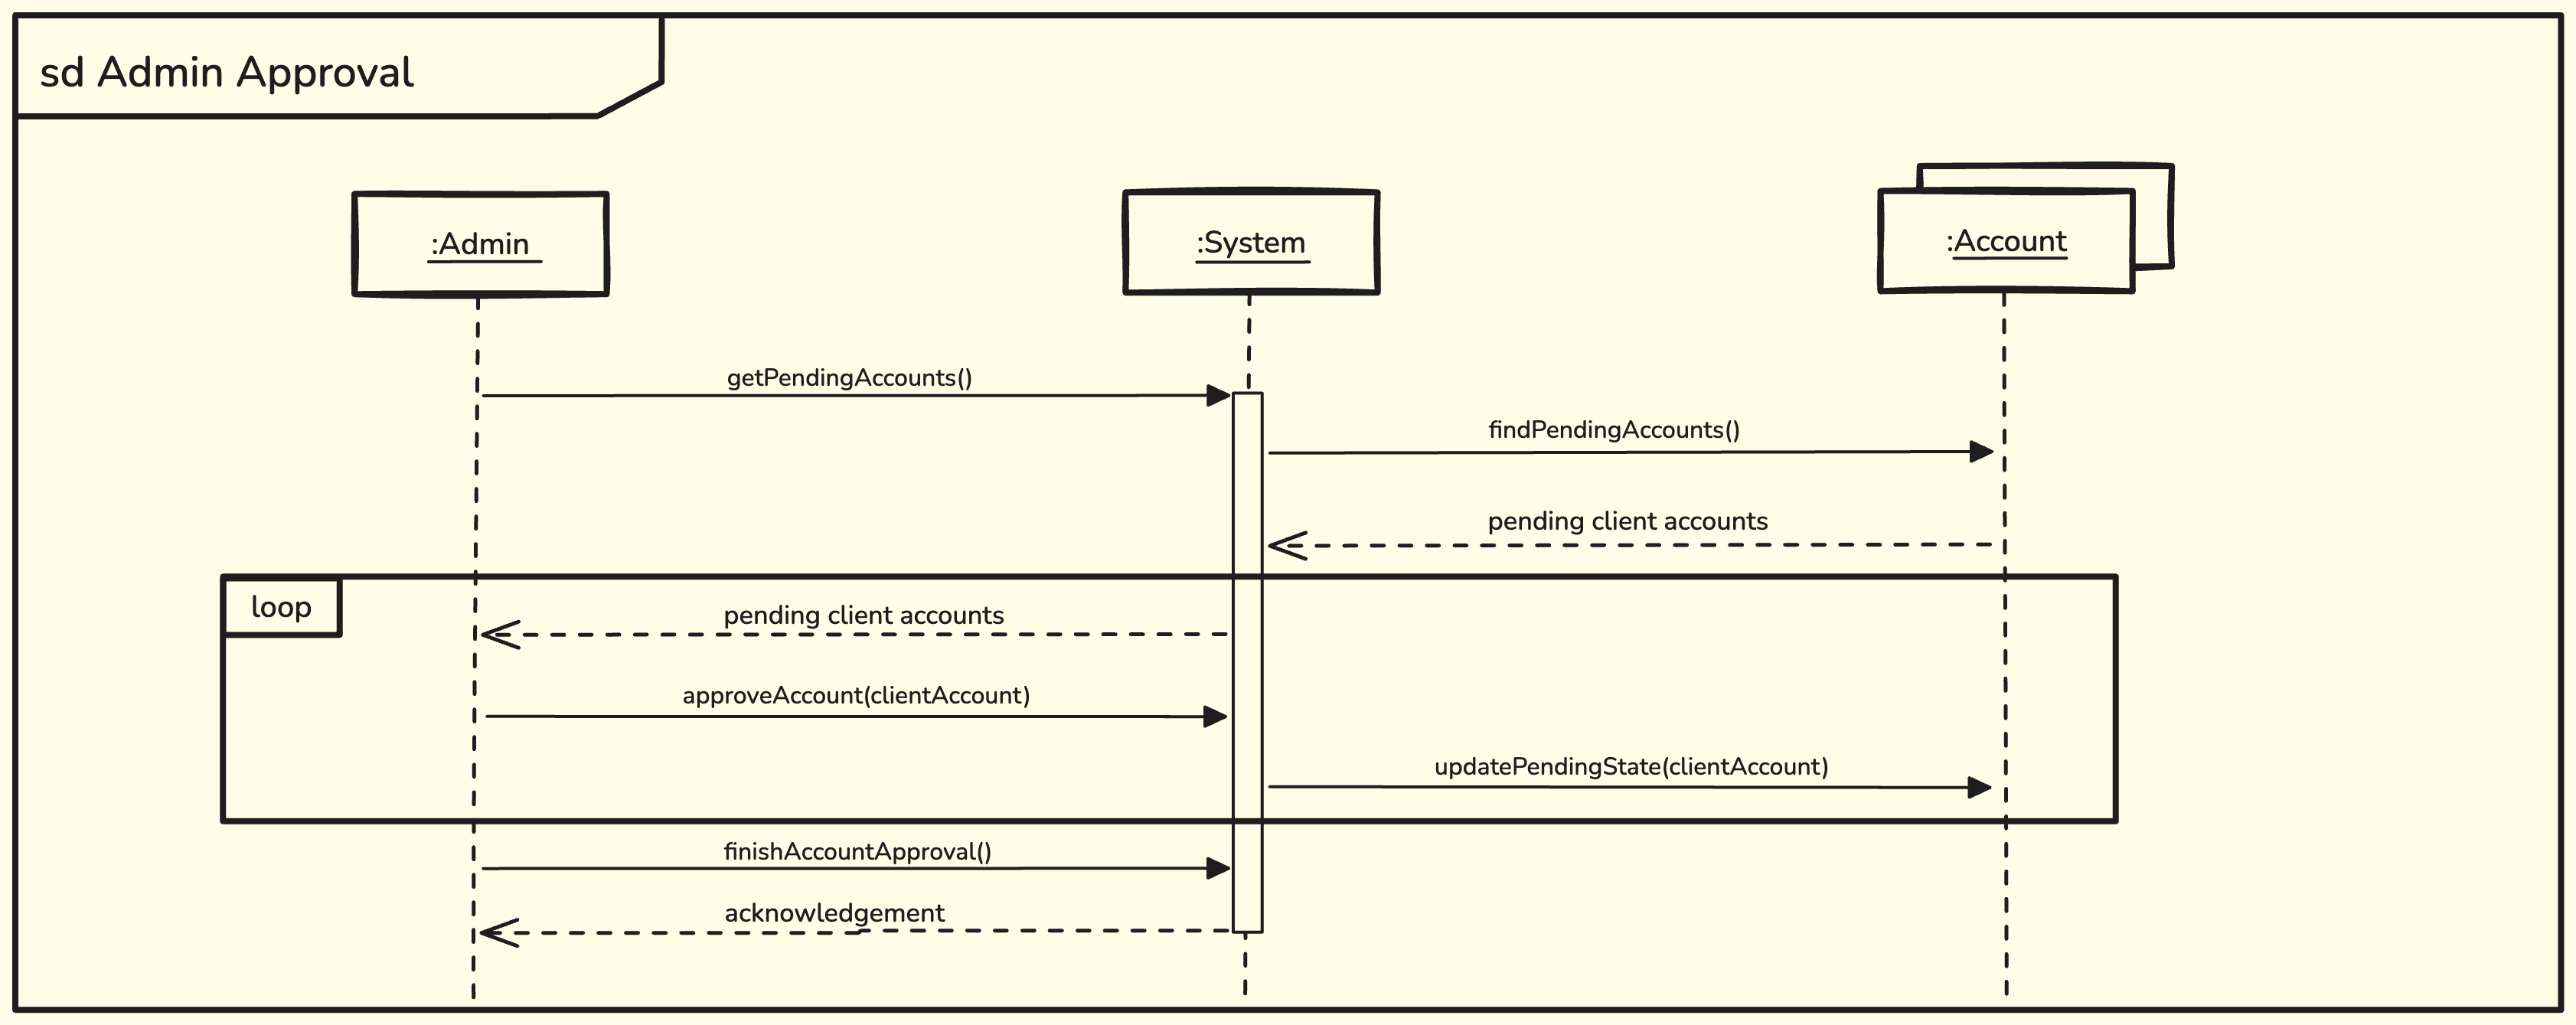 sd Admin Approval
:Admin
:System
:Account
getPendingAccounts()
findPendingAccounts()
pending client accounts
loop
pending client accounts
approveAccount(clientAccount)
updatePendingState(clientAccount)
finishAccountApproval()
acknowledgement